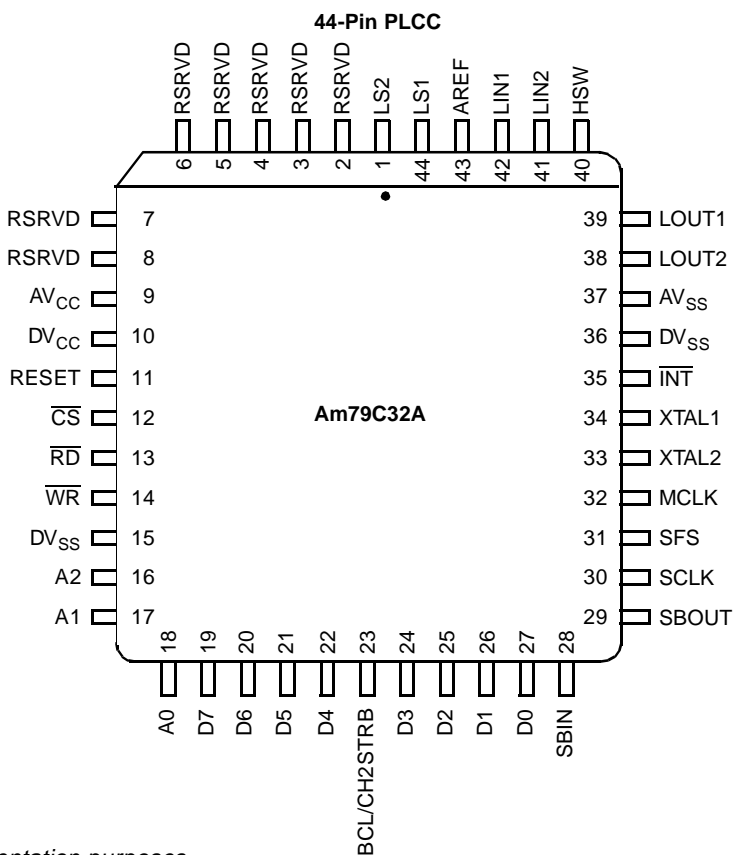 44-Pin PLCC
RSRVD
RSRVD
RSRVD
RSRVD
RSRVD
LS2
LS1
AREF
LIN1
LIN2
HSW
6
5
4
3
2
1
44
43
42
41
40
RSRVD 7
RSRVD 8
AVCC 9
DVCC 10
RESET 11
CS 12
RD 13
WR 14
DVSS 15
A2 16
A1 17
Am79C32A
39 LOUT1
38 LOUT2
37 AVSS
36 DVSS
35 INT
34 XTAL1
33 XTAL2
32 MCLK
31 SFS
30 SCLK
29 SBOUT
18
19
20
21
22
23
24
25
26
27
28
A0
D7
D6
D5
D4
BCL/CH2STRB
D3
D2
D1
D0
SBIN
purposes